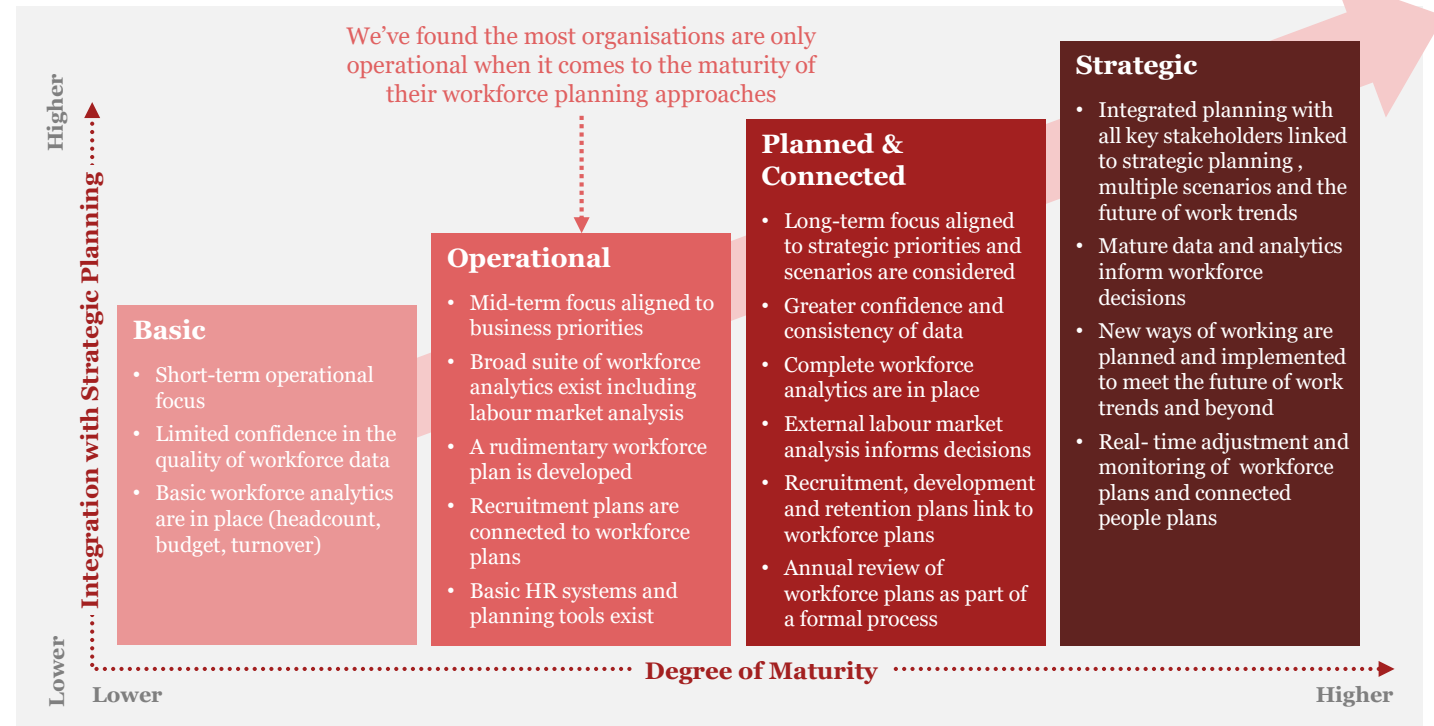 We’ve found the most organisations are only
operational when it comes to the maturity of
their workforce planning approaches
Higher
Integration with Strategic Planning
Lower
Basic
• Short-term operational
focus
• Limited confidence in the
quality of workforce data
• Basic workforce analytics
are in place (headcount,
budget, turnover)
Operational
• Mid-term focus aligned to
business priorities
• Broad suite of workforce
analytics exist including
labour market analysis
• A rudimentary workforce
plan is developed
• Recruitment plans are
connected to workforce
plans
• Basic HR systems and
planning tools exist
Planned &
Connected
• Long-term focus aligned
to strategic priorities and
scenarios are considered
• Greater confidence and
consistency of data
• Complete workforce
analytics are in place
• External labour market
analysis informs decisions
• Recruitment, development
and retention plans link to
workforce plans
• Annual review of
workforce plans as part of
a formal process
Strategic
• Integrated planning with
all key stakeholders linked
to strategic planning ,
multiple scenarios and the
future of work trends
• Mature data and analytics
inform workforce
decisions
• New ways of working are
planned and implemented
to meet the future of work
trends and beyond
• Real- time adjustment and
monitoring of  workforce
plans and connected
people plans
Degree of Maturity
Lower
Higher